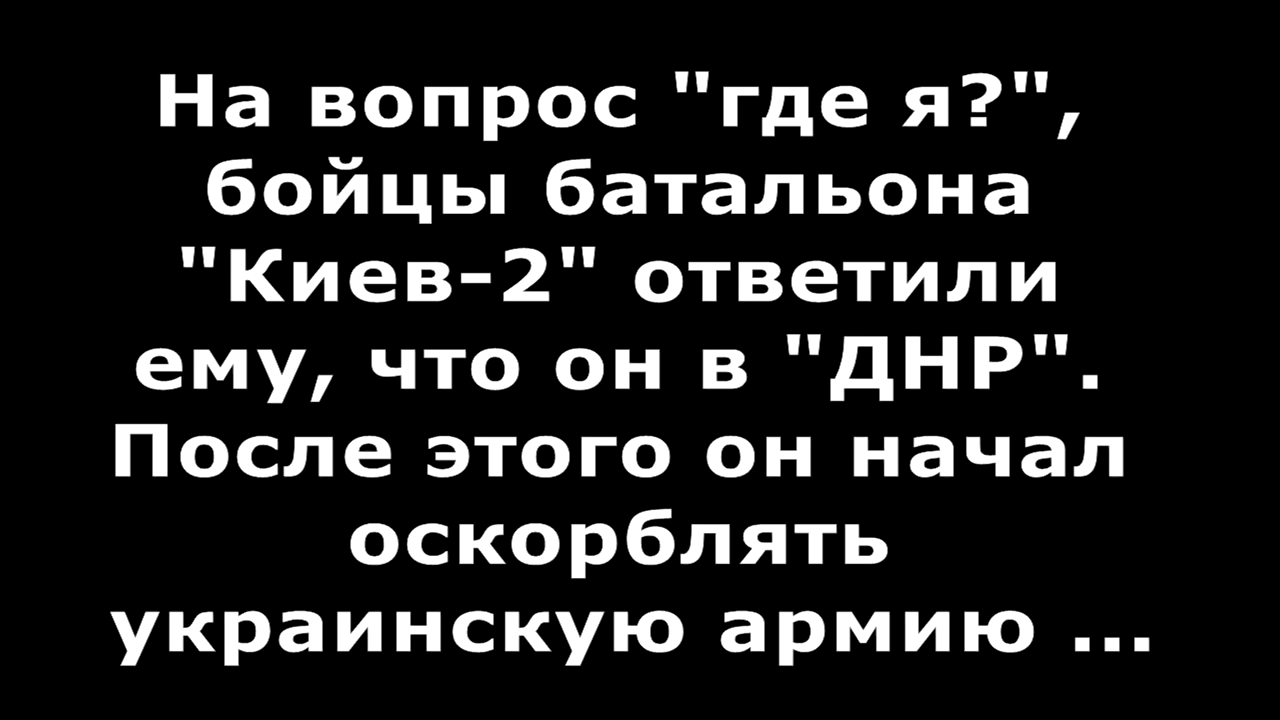 На вопрос "где я?",
бойцы батальона
"Киев-2" ответили
ему, что он в "ДНР".
После этого он начал
оскорблять
украинскую армию ...